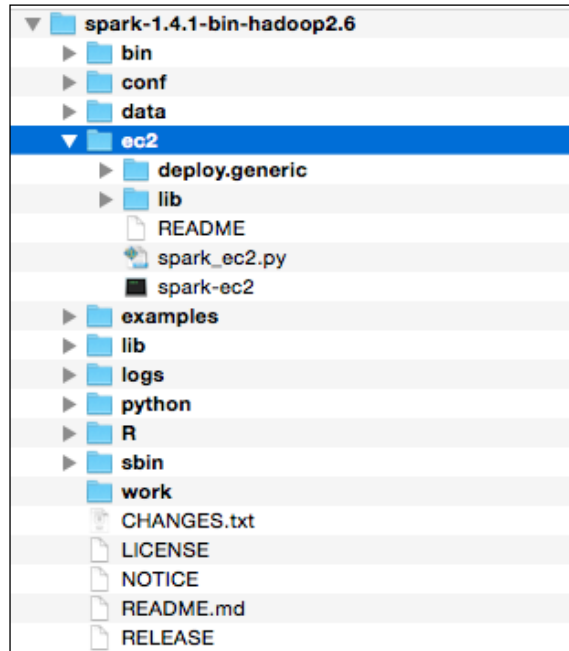 spark-1.4.1-bin-hadoop2.6
bin
conf
data
ec2
deploy.generic
lib
README
spark_ec2.py
spark-ec2
examples
lib
logs
python
R
sbin
work
CHANGES.txt
LICENSE
NOTICE
README.md
RELEASE